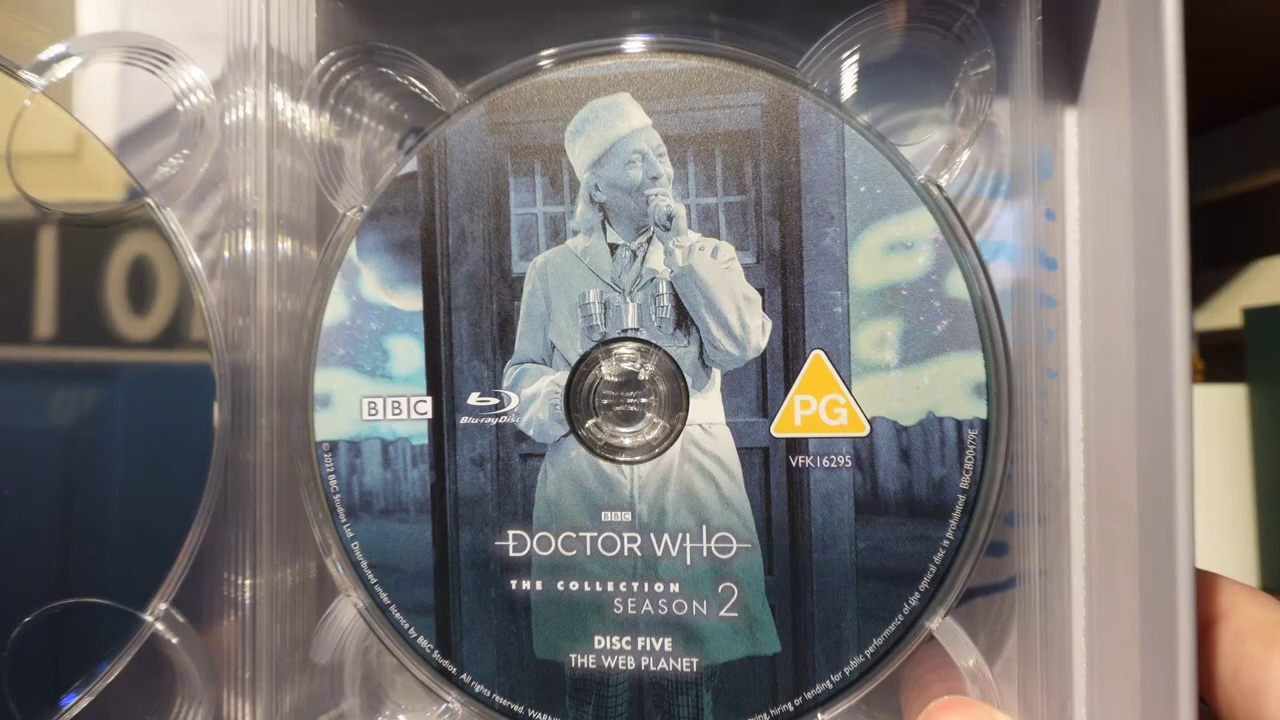 10
BBC
Blu-ray Disc
PG
VFK16295
BBC
DOCTOR WHO
THE COLLECTION
SEASON 2
DISC FIVE
THE WEB PLANET
© 2022 BBC Studios Ltd. Distributed under licence by BBC Studios. All rights reserved.
hiring or lending for public performance of the optical disc is prohibited. BBCBD0479E